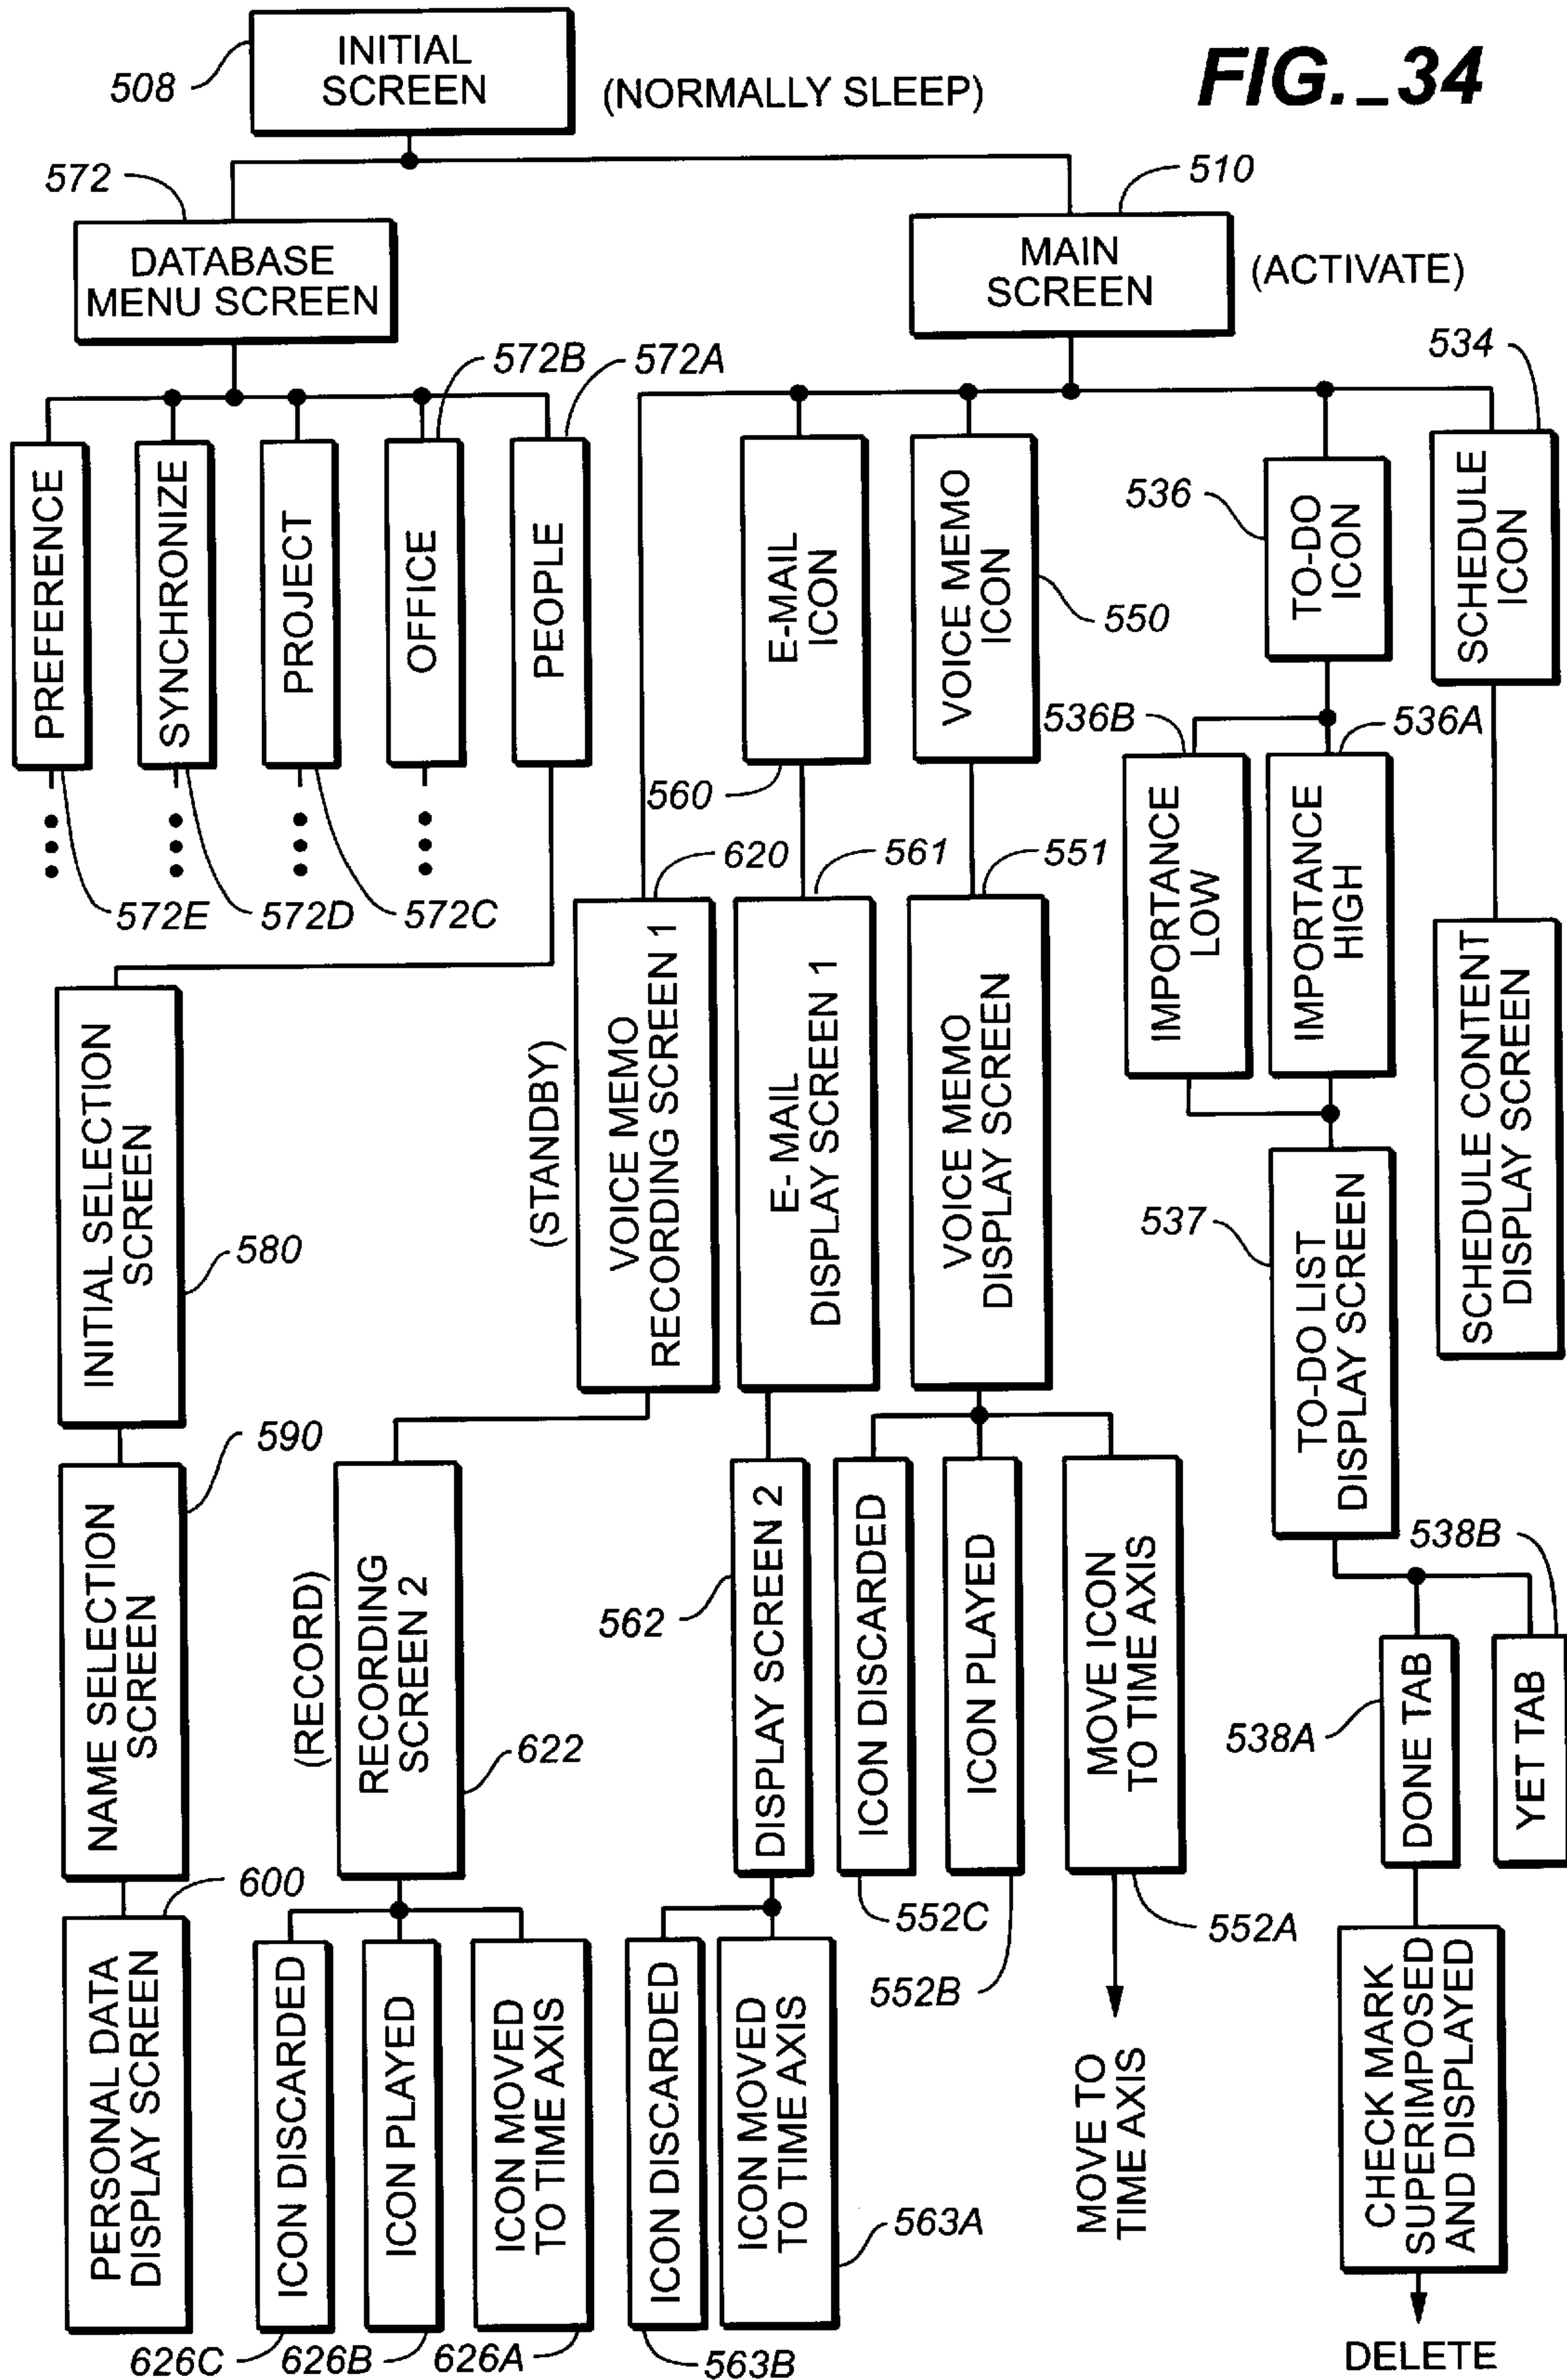 FIG._34
INITIAL
SCREEN
508
(NORMALLY SLEEP)
572
510
DATABASE
MENU SCREEN
MAIN
SCREEN
(ACTIVATE)
572B
572A
534
PREFERENCE
SYNCHRONIZE
PROJECT
OFFICE
PEOPLE
E-MAIL
ICON
VOICE MEMO
ICON
550
536
TO-DO
ICON
SCHEDULE
ICON
572E
572D
572C
560
536B
536A
IMPORTANCE
LOW
IMPORTANCE
HIGH
620
561
551
INITIAL SELECTION
SCREEN
580
(STANDBY)
VOICE MEMO
RECORDING SCREEN 1
E- MAIL
DISPLAY SCREEN 1
VOICE MEMO
DISPLAY SCREEN
537
TO-DO LIST
DISPLAY SCREEN
SCHEDULE CONTENT
DISPLAY SCREEN
590
NAME SELECTION
SCREEN
(RECORD)
RECORDING
SCREEN 2
622
562
DISPLAY SCREEN 2
ICON DISCARDED
ICON PLAYED
MOVE ICON
TO TIME AXIS
538B
538A
DONE TAB
YET TAB
600
552C
552B
552A
PERSONAL DATA
DISPLAY SCREEN
ICON DISCARDED
ICON PLAYED
ICON MOVED
TO TIME AXIS
ICON DISCARDED
ICON MOVED
TO TIME AXIS
563A
MOVE TO
TIME AXIS
CHECK MARK
SUPERIMPOSED
AND DISPLAYED
626C
626B
626A
563B
DELETE